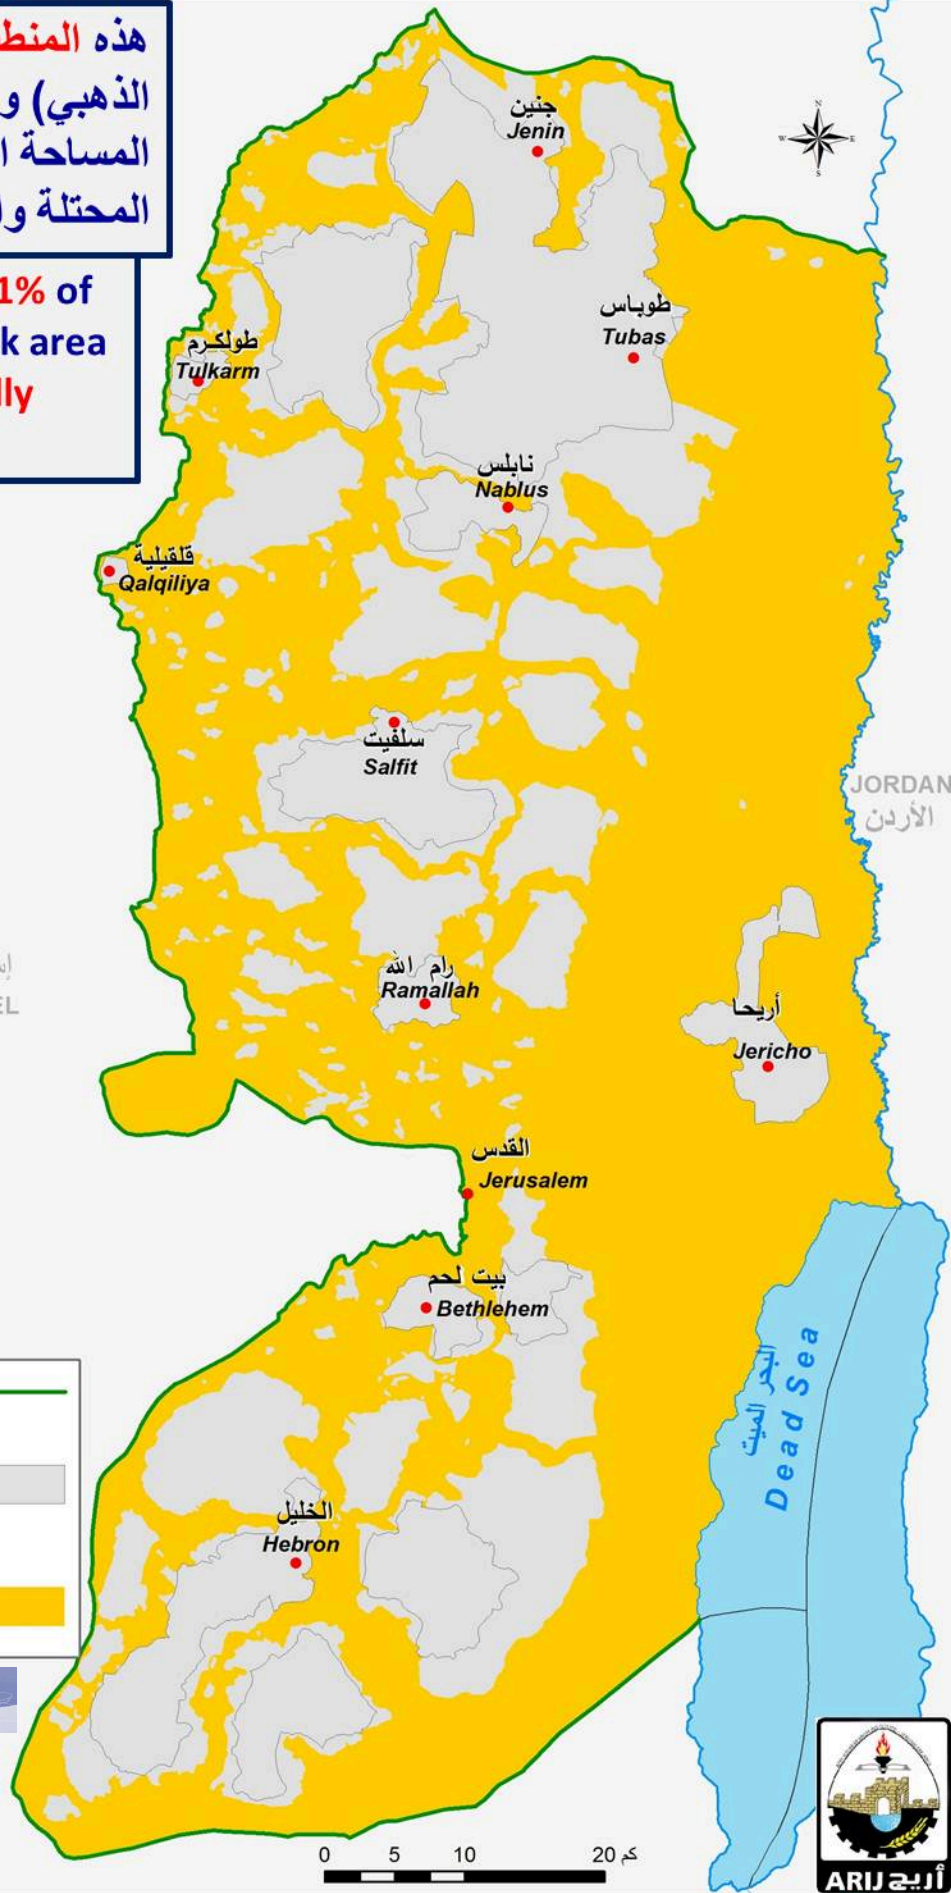 هذه
الذهبي) و
المساحة
المحتلة
1% of
area
N
W
E
S
جنين
Jenin
طوباس
Tubas
طولكرم
Tulkarm
نابلس
Nablus
قلقيلية
Qalqiliya
سلفيت
Salfit
JORDAN
الأردن
رام الله
Ramallah
أريحا
Jericho
القدس
Jerusalem
بيت لحم
Bethlehem
البحر الميت
Dead Sea
الخليل
Hebron
0 5 10 20 كم
ARIJ أريج